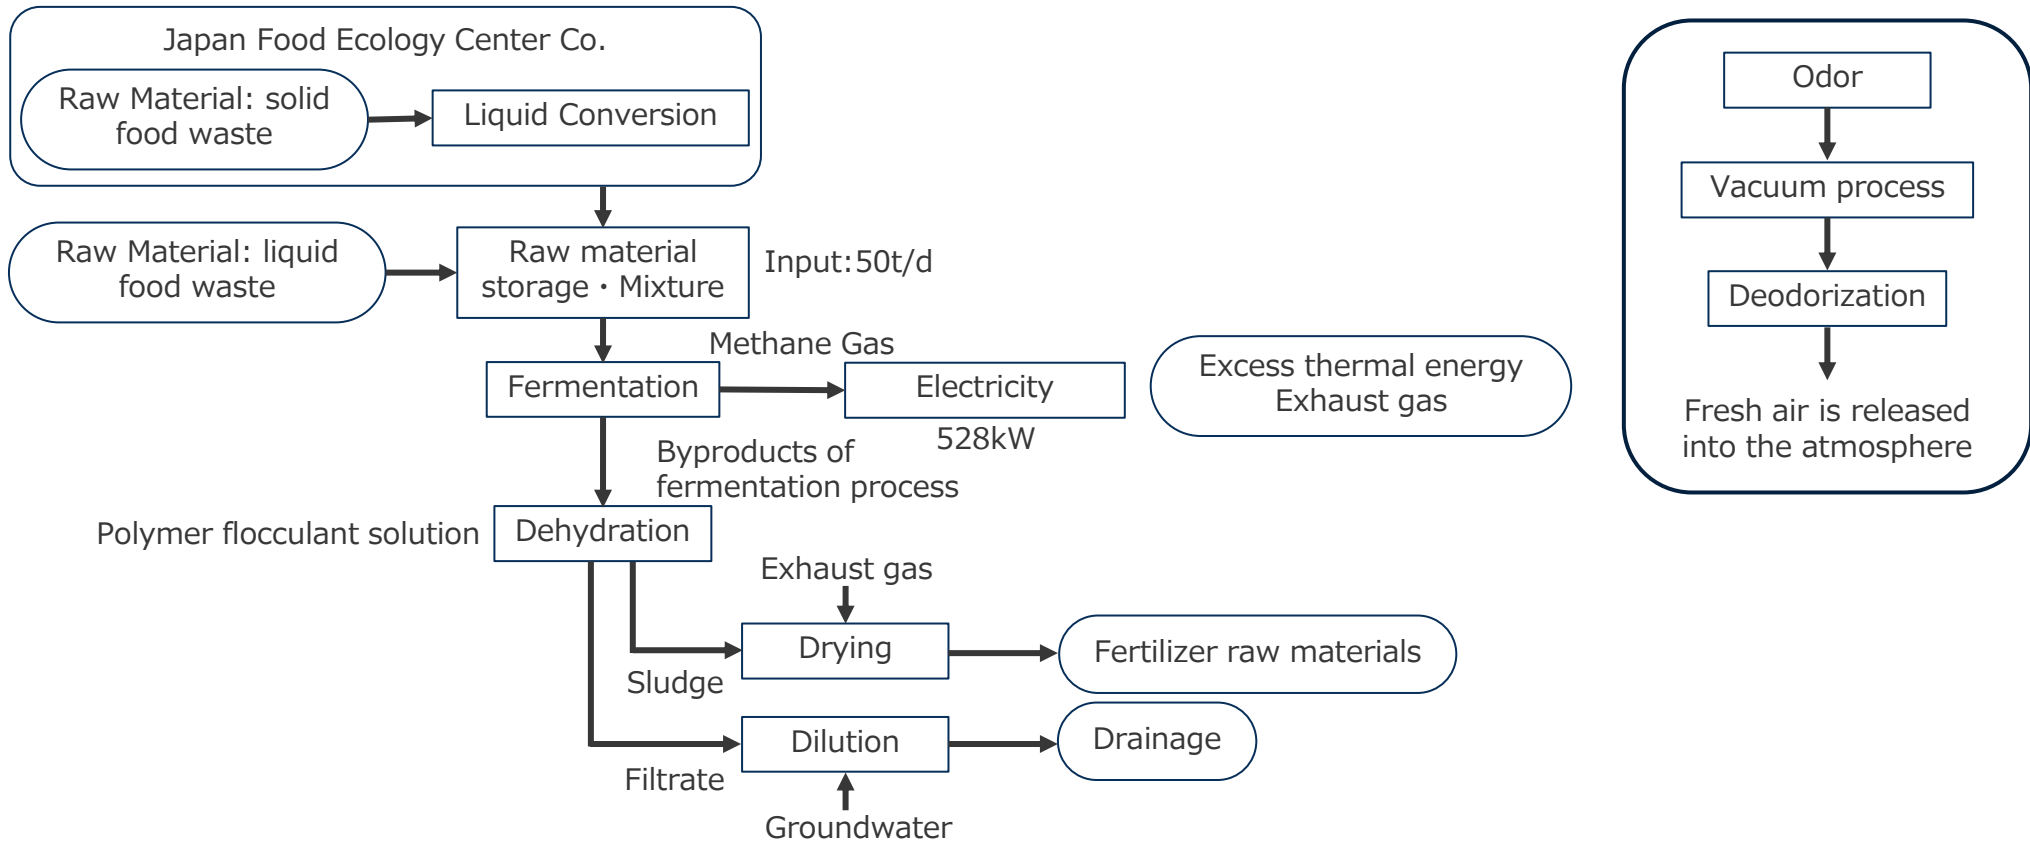 Japan Food Ecology Center Co.
Raw Material: solid
food waste
Liquid Conversion
Raw Material: liquid
food waste
Raw material
storage・Mixture
Input:50t/d
Methane Gas
Fermentation
Electricity
528kW
Excess thermal energy
Exhaust gas
Byproducts of
fermentation process
Polymer flocculant solution
Dehydration
Exhaust gas
Drying
Sludge
Fertilizer raw materials
Dilution
Drainage
Filtrate
Groundwater
Odor
Vacuum process
Deodorization
Fresh air is released
into the atmosphere